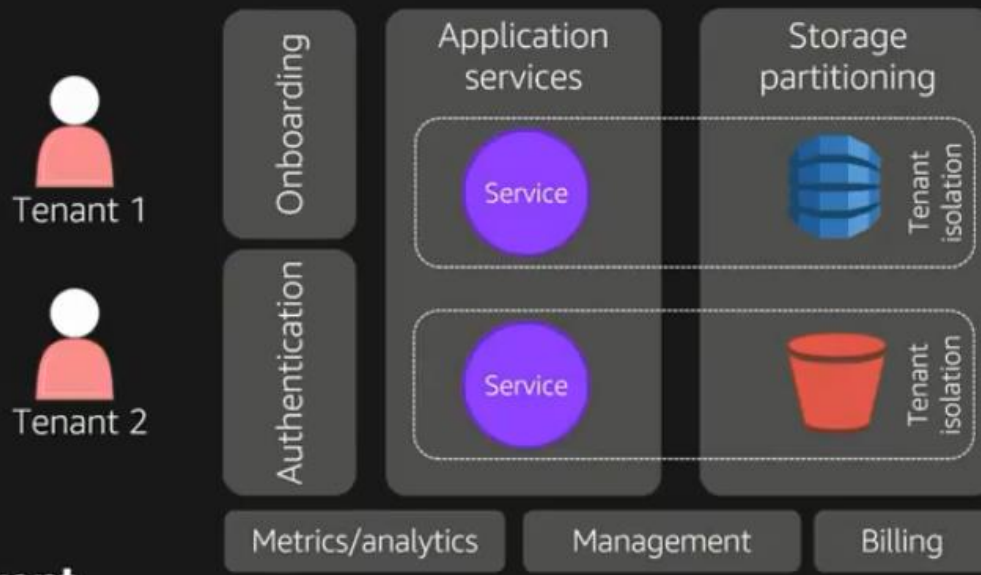 Tenant 1
Tenant 2
Onboarding
Authentication
Application
services
Service
Service
Storage
partitioning
Tenant
isolation
Tenant
isolation
Metrics/analytics
Management
Billing